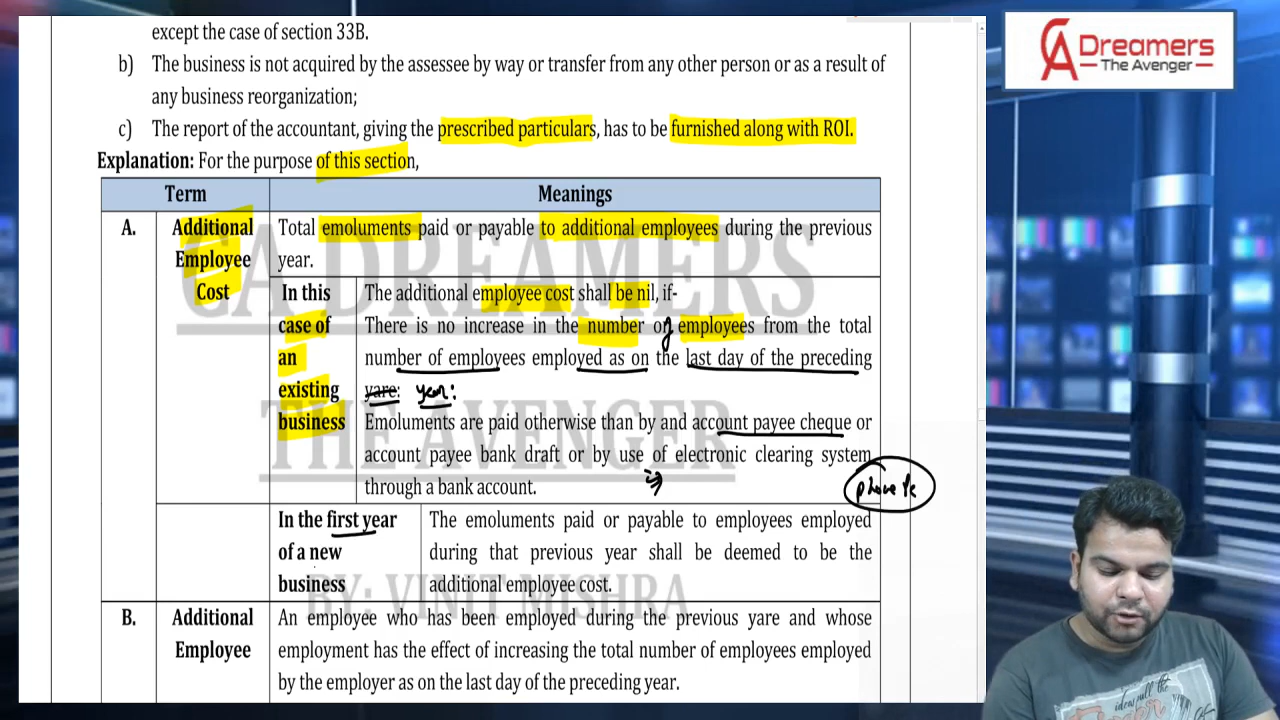 except the case of section 33B.
b) The business is not acquired by the assessee by way or transfer from any other person or as a result of
any business reorganization;
c) The report of the accountant, giving the prescribed particulars, has to be furnished along with ROI.
Explanation: For the purpose of this section,
Term Meanings
A. Additional Employee Cost
Total emoluments paid or payable to additional employees during the previous
year.
In this case of an existing business
The additional employee cost shall be nil, if-
There is no increase in the number of employees from the total
number of employees employed as on the last day of the preceding
yare: year:
Emoluments are paid otherwise than by and account payee cheque or
account payee bank draft or by use of electronic clearing system
through a bank account.
phone Pe
In the first year
of a new
business
The emoluments paid or payable to employees employed
during that previous year shall be deemed to be the
additional employee cost.
B. Additional
Employee
An employee who has been employed during the previous yare and whose
employment has the effect of increasing the total number of employees employed
by the employer as on the last day of the preceding year.
CA DREAMERS
THE AVENGER
BY: VINIT MISHRA
CA Dreamers
The Avenger